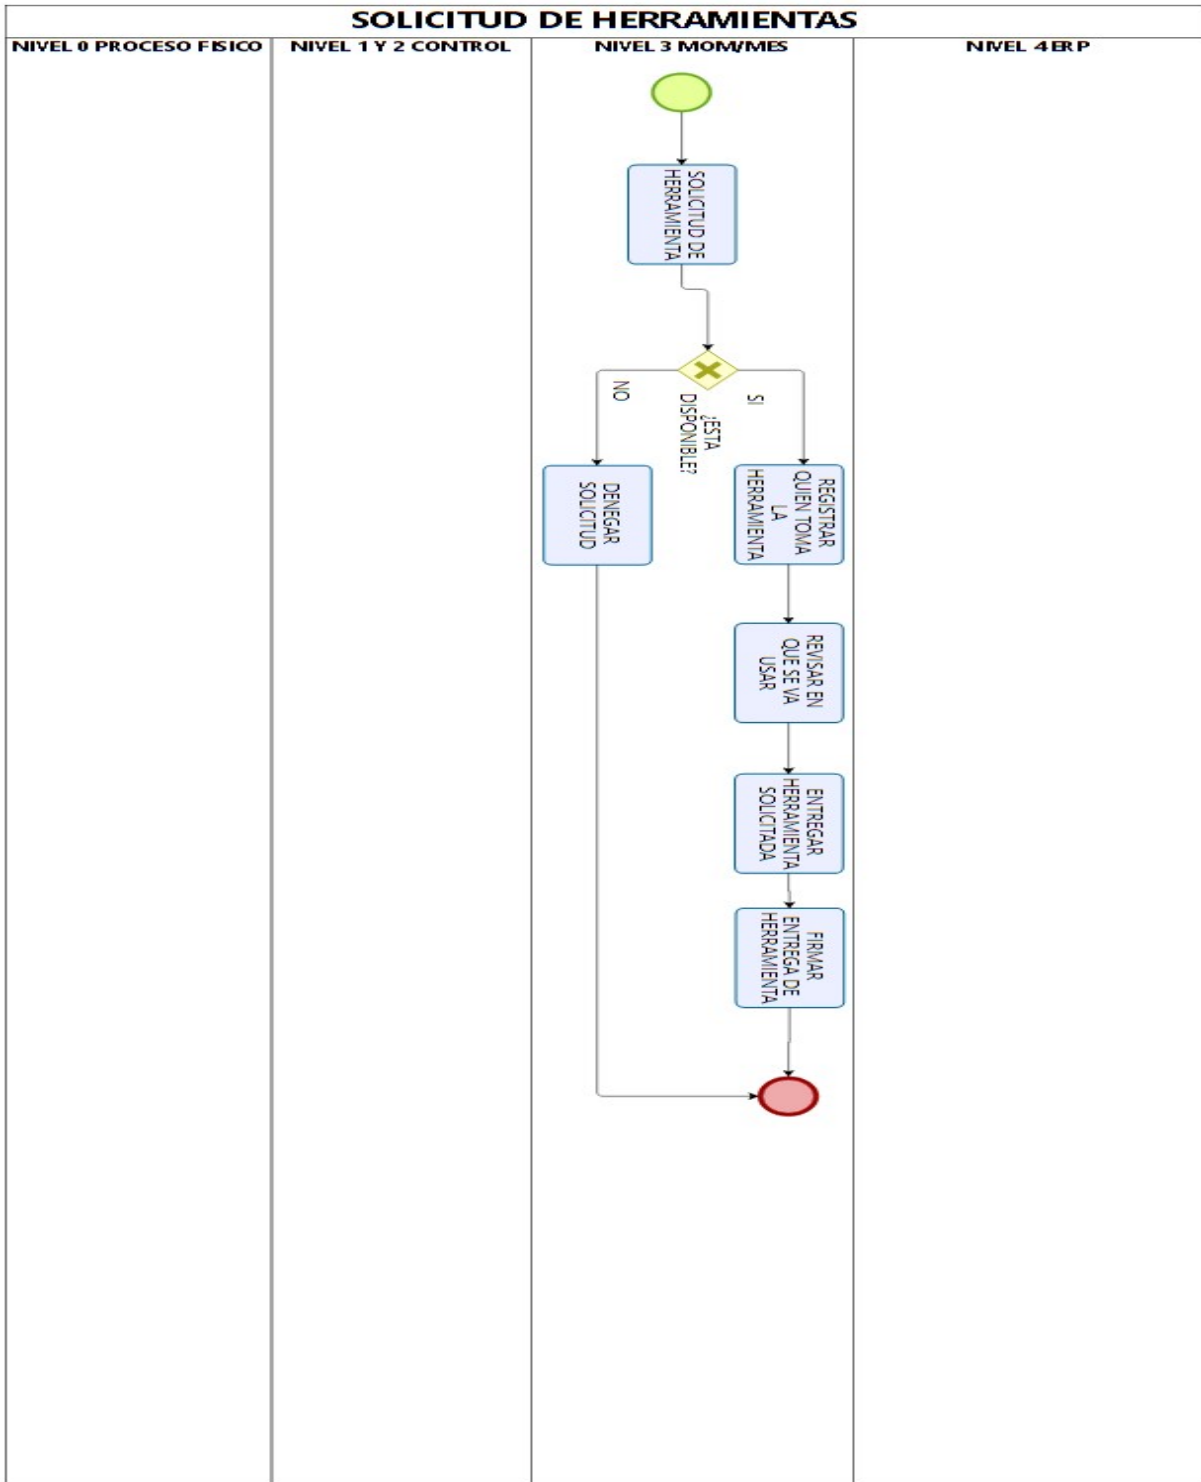 SOLICITUD DE HERRAMIENTAS
NIVEL 0 PROCESO FISICO
NIVEL 1 Y 2 CONTROL
NIVEL 3 MOM/MES
NIVEL 4 ERP
SOLICITUD DE
HERRAMIENTA
¿ESTA
DISPONIBLE?
SI
NO
REGISTRAR
QUIEN TOMA
LA
HERRAMIENTA
DENEGAR
SOLICITUD
REVISAR EN
QUE SE VA
USAR
ENTREGAR
HERRAMIENTA
SOLICITADA
FIRMAR
ENTREGA DE
HERRAMIENTA